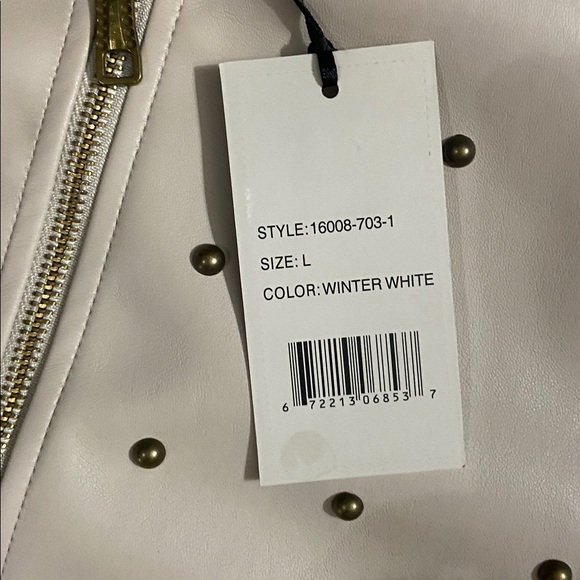 STYLE:16008-703-1
SIZE: L
COLOR: WINTER WHITE
6 72213 06853 7